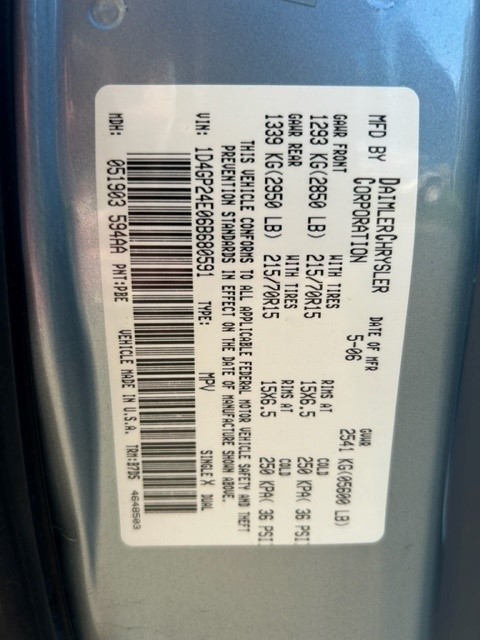 MFD BY DAIMLERCHRYSLER CORPORATION
DATE OF MFR 5-06
GVWR 2541 KG(05600 LB)
GAWR FRONT WITH TIRES RIMS AT COLD
1293 KG(2850 LB) 215/70R15 15X6.5 250 KPA( 36 PSI)
GAWR REAR WITH TIRES RIMS AT COLD
1339 KG(2950 LB) 215/70R15 15X6.5 250 KPA( 36 PSI)
THIS VEHICLE CONFORMS TO ALL APPLICABLE FEDERAL MOTOR VEHICLE SAFETY AND THEFT
PREVENTION STANDARDS IN EFFECT ON THE DATE OF MANUFACTURE SHOWN ABOVE.
VIN: 1D4GP24E06B680591 TYPE: MPV SINGLE X DUAL
MDH: 051903 594AA PNT:PBE VEHICLE MADE IN U.S.A. TRM:B7D5 4648503